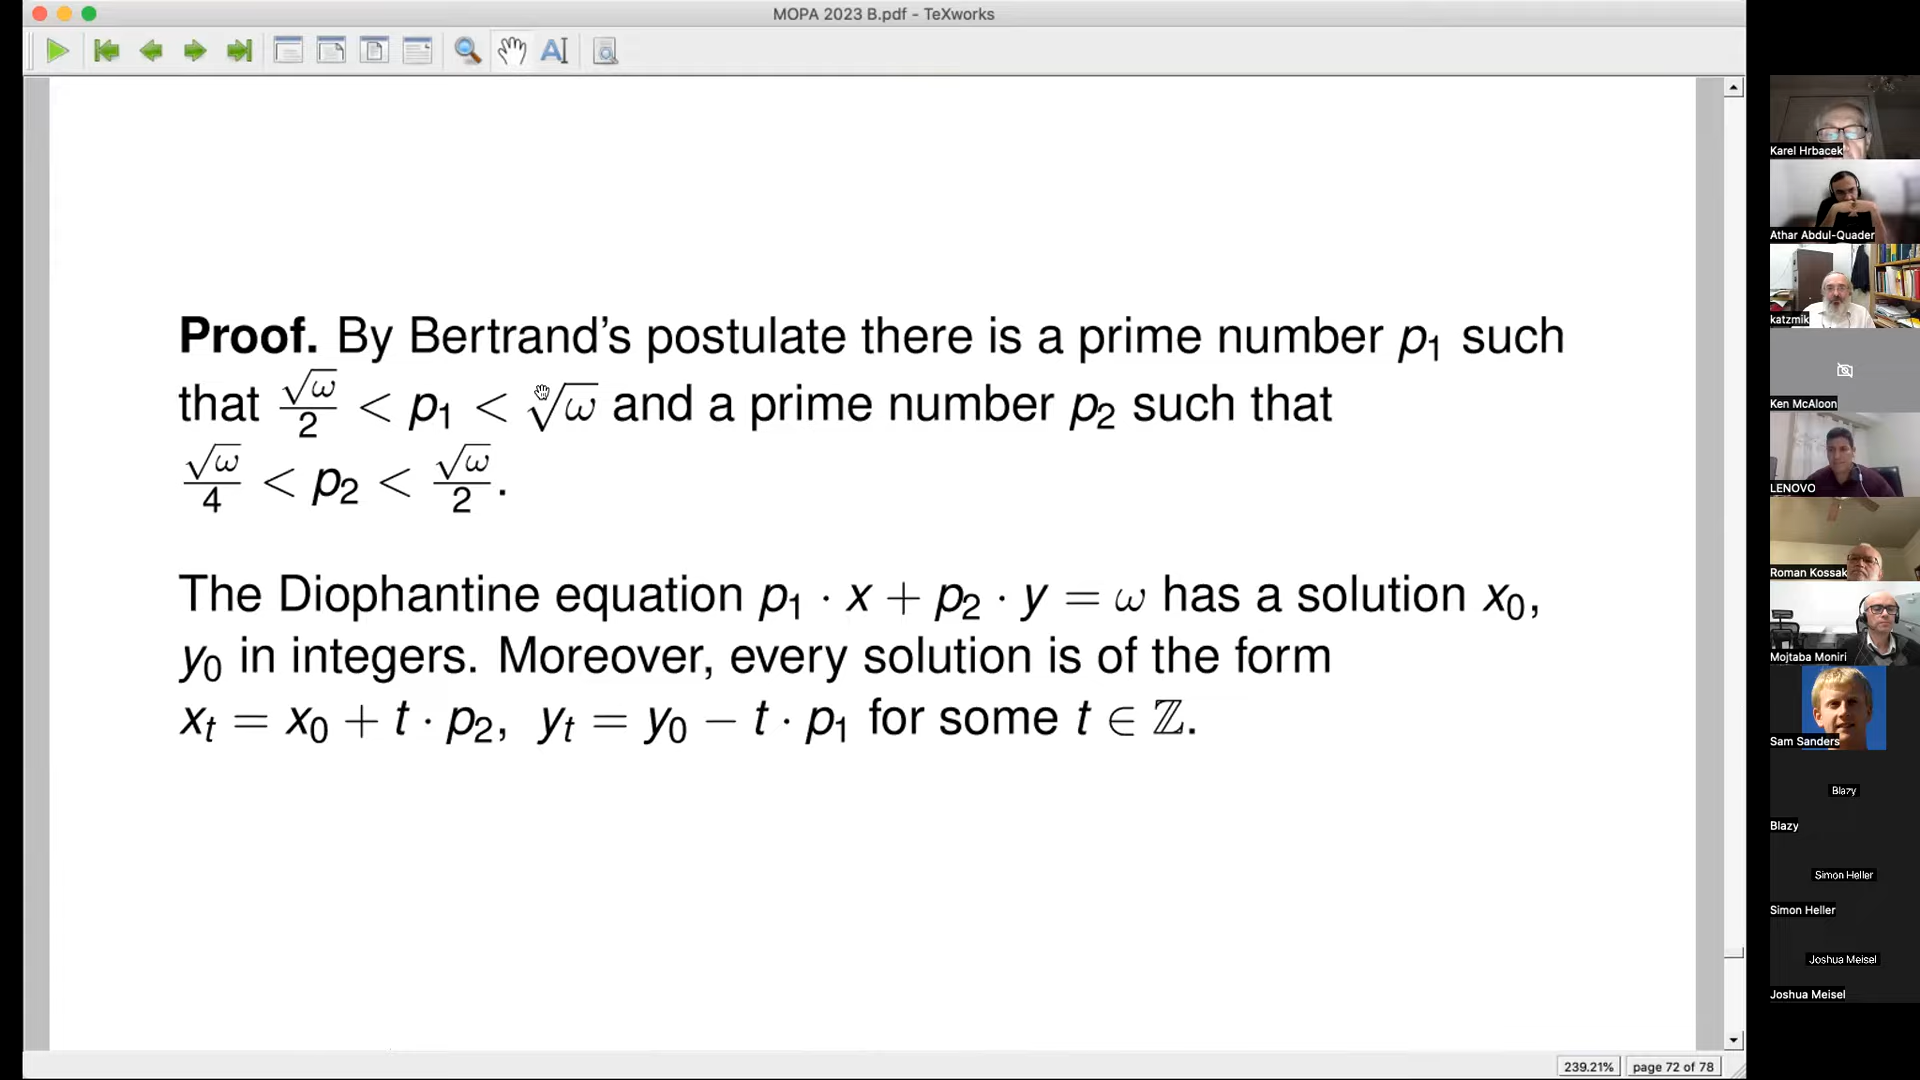 MOPA 2023 B.pdf - TeXworks
Proof. By Bertrand's postulate there is a prime number p₁ such
that √ω/2 < p₁ < √ω and a prime number p₂ such that
√ω/4 < p₂ < √ω/2.
The Diophantine equation p₁ · x + p₂ · y = ω has a solution x₀,
y₀ in integers. Moreover, every solution is of the form
xₜ = x₀ + t · p₂, yₜ = y₀ − t · p₁ for some t ∈ ℤ.
239.21%
page 72 of 78
Karel Hrbacek
Athar Abdul-Quader
katzmik
Ken McAloon
LENOVO
Roman Kossak
Mojtaba Moniri
Sam Sanders
Blazy
Blazy
Simon Heller
Simon Heller
Joshua Meisel
Joshua Meisel